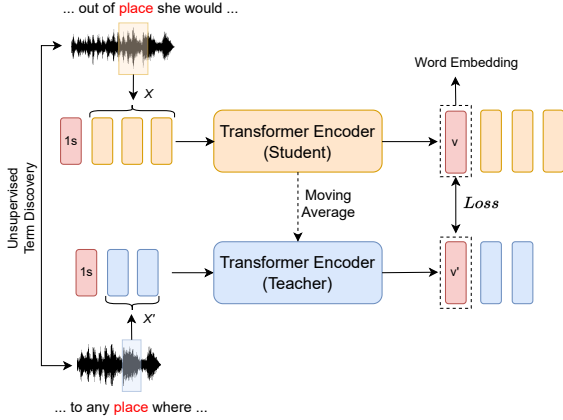 ... out of place she would ...
X
Word Embedding
1s
Transformer Encoder
(Student)
v
Unsupervised
Term Discovery
Moving
Average
Loss
1s
Transformer Encoder
(Teacher)
v'
X'
... to any place where ...